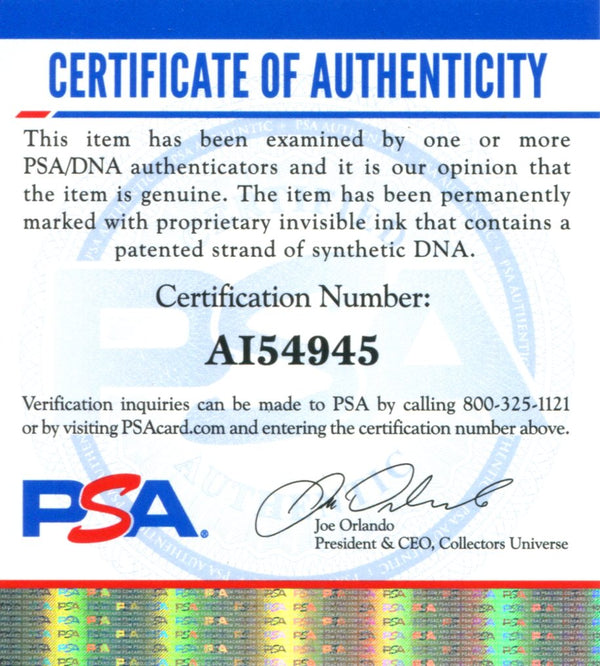 CERTIFICATE OF AUTHENTICITY
This item has been examined by one or more
PSA/DNA authenticators and it is our opinion that
the item is genuine. The item has been permanently
marked with proprietary invisible ink that contains a
patented strand of synthetic DNA.
Certification Number:
AI54945
Verification inquiries can be made to PSA by calling 800-325-1121
or by visiting PSAcard.com and entering the certification number above.
PSA®
Joe Orlando
President & CEO, Collectors Universe